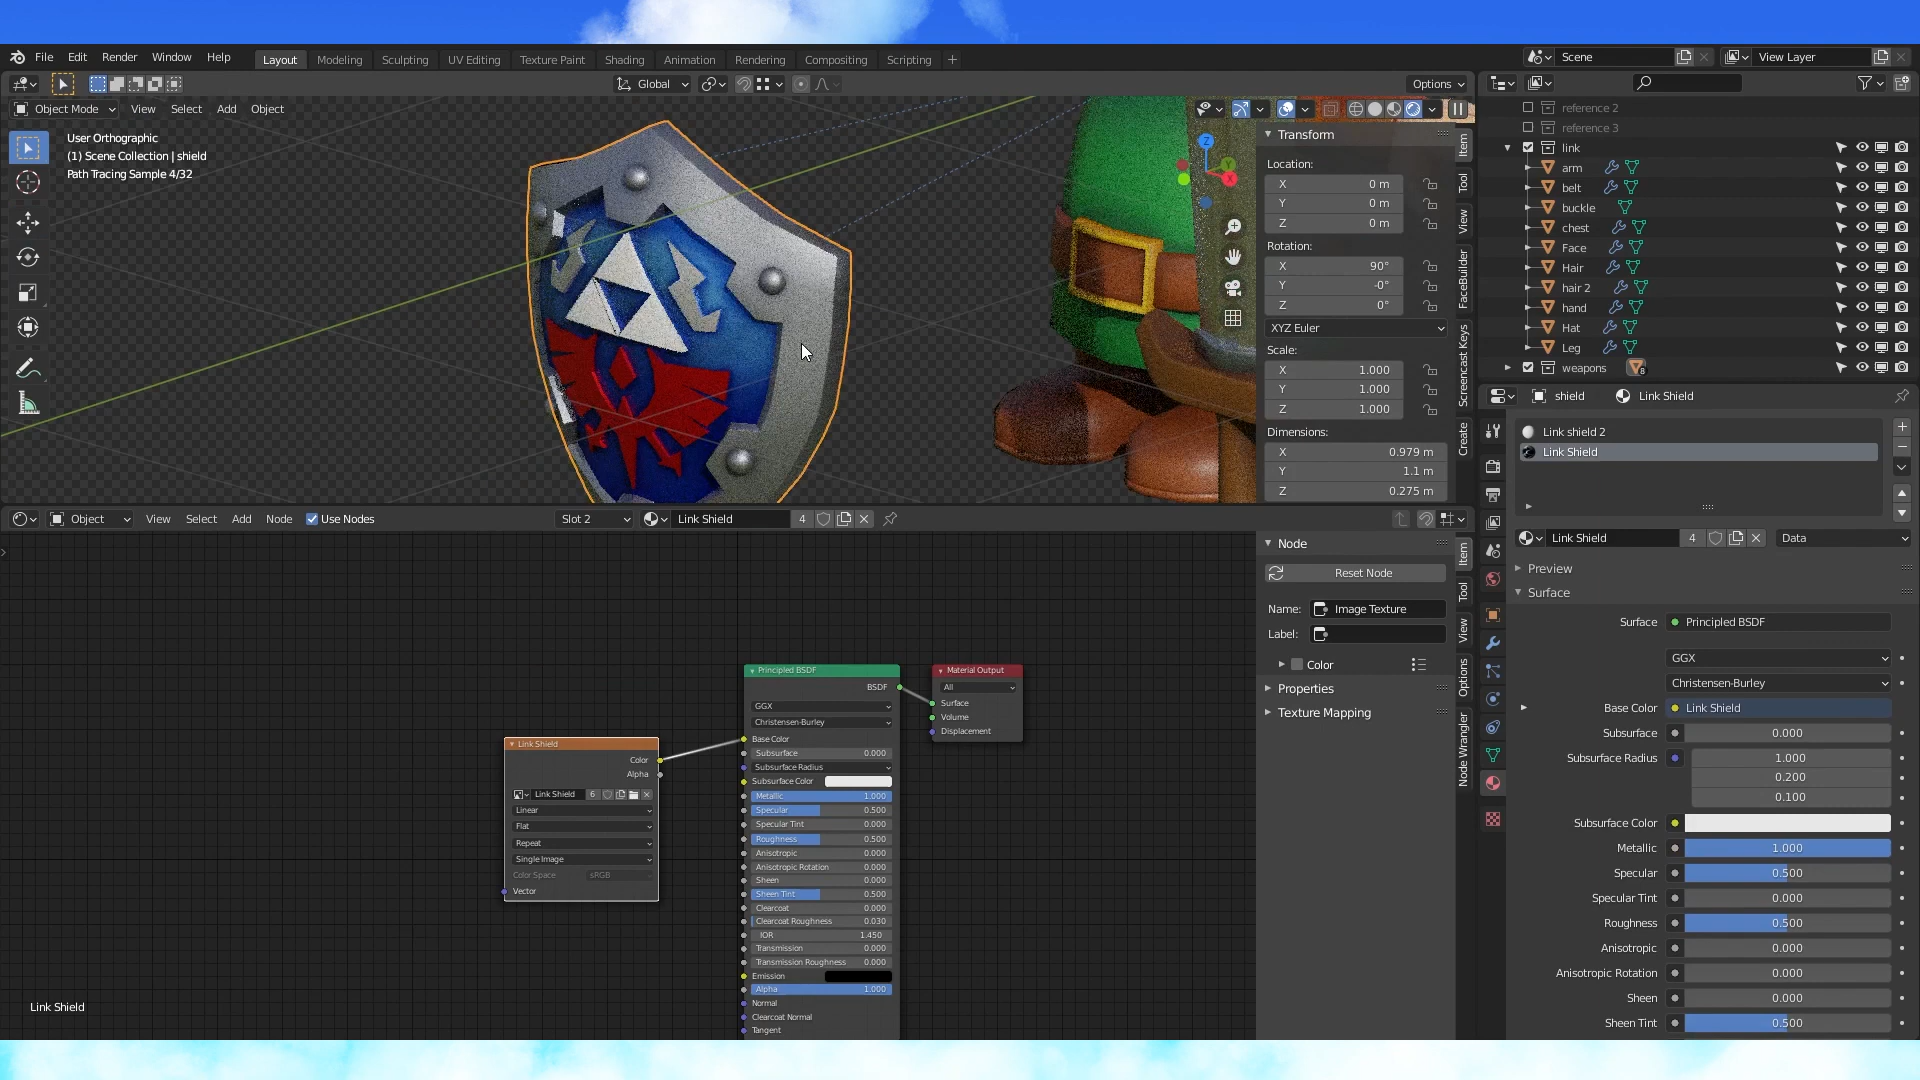 File Edit Render Window Help Layout Modeling Sculpting UV Editing Texture Paint Shading Animation Rendering Compositing Scripting + Scene View Layer
Global Options
Object Mode View Select Add Object
User Orthographic
(1) Scene Collection | shield
Path Tracing Sample 4/32
Z
Y
X
Transform
Location:
X 0 m
Y 0 m
Z 0 m
Rotation:
X 90°
Y -0°
Z 0°
XYZ Euler
Scale:
X 1.000
Y 1.000
Z 1.000
Dimensions:
X 0.979 m
Y 1.1 m
Z 0.275 m
Item
Tool
View
FaceBuilder
Screencast Keys
Create
reference 2
reference 3
link
arm
belt
buckle
chest
Face
Hair
hair 2
hand
Hat
Leg
weapons 8
shield Link Shield
Link shield 2
Link Shield
Link Shield 4 Data
Preview
Surface
Surface Principled BSDF
GGX
Christensen-Burley
Base Color Link Shield
Subsurface 0.000
Subsurface Radius 1.000
0.200
0.100
Subsurface Color
Metallic 1.000
Specular 0.500
Specular Tint 0.000
Roughness 0.500
Anisotropic 0.000
Anisotropic Rotation 0.000
Sheen 0.000
Sheen Tint 0.500
Object View Select Add Node Use Nodes Slot 2 Link Shield 4
Node
Reset Node
Name: Image Texture
Label:
Color
Properties
Texture Mapping
Item
Tool
View
Options
Node Wrangler
Link Shield
Color
Alpha
Link Shield 6
Linear
Flat
Repeat
Single Image
Color Space sRGB
Vector
Principled BSDF
BSDF
GGX
Christensen-Burley
Base Color
Subsurface 0.000
Subsurface Radius
Subsurface Color
Metallic 1.000
Specular 0.500
Specular Tint 0.000
Roughness 0.500
Anisotropic 0.000
Anisotropic Rotation 0.000
Sheen 0.000
Sheen Tint 0.500
Clearcoat 0.000
Clearcoat Roughness 0.030
IOR 1.450
Transmission 0.000
Transmission Roughness 0.000
Emission
Alpha 1.000
Normal
Clearcoat Normal
Tangent
Material Output
All
Surface
Volume
Displacement
Link Shield